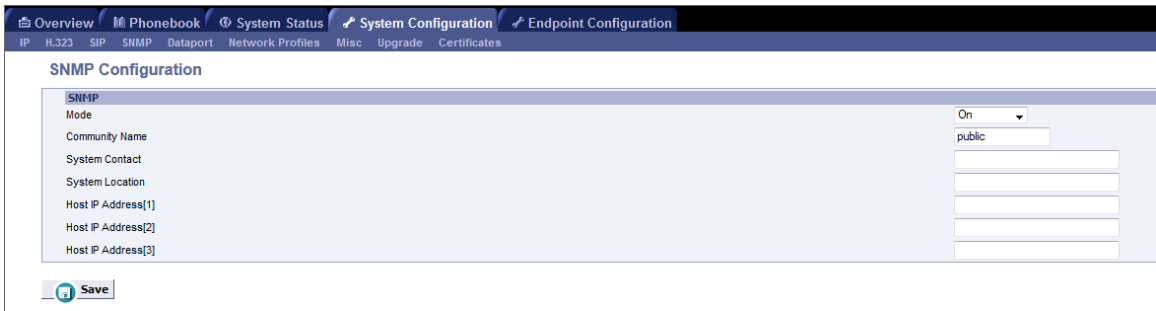 Overview Phonebook System Status System Configuration Endpoint Configuration
IP H.323 SIP SNMP Dataport Network Profiles Misc Upgrade Certificates
SNMP Configuration
SNMP
Mode On
Community Name public
System Contact
System Location
Host IP Address[1]
Host IP Address[2]
Host IP Address[3]
Save